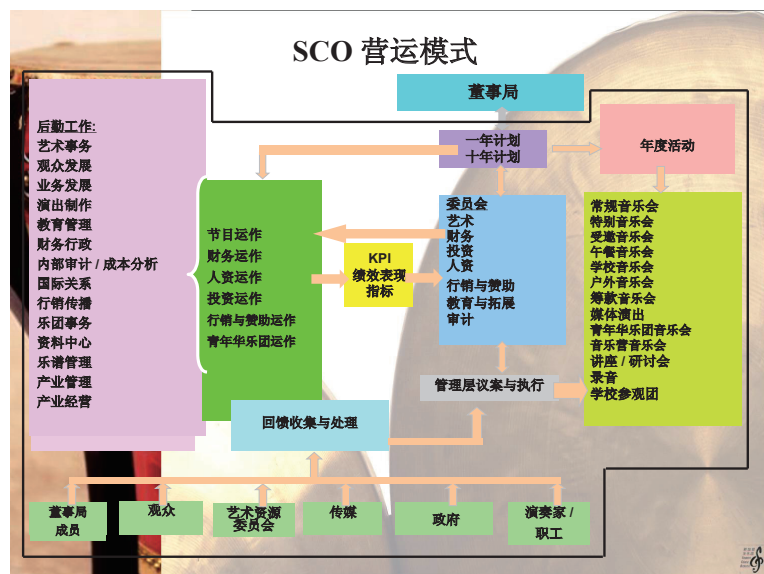 SCO 营运模式
董事局
后勤工作:
艺术事务
观众发展
业务发展
演出制作
教育管理
财务行政
内部审计 / 成本分析
国际关系
行销传播
乐团事务
资料中心
乐谱管理
产业管理
产业经营
节目运作
财务运作
人资运作
投资运作
行销与赞助运作
青年华乐团运作
KPI
绩效表现
指标
一年计划
十年计划
委员会
艺术
财务
投资
人资
行销与赞助
教育与拓展
审计
管理层议案与执行
年度活动
常规音乐会
特别音乐会
受邀音乐会
午餐音乐会
学校音乐会
户外音乐会
筹款音乐会
媒体演出
青年华乐团音乐会
音乐营音乐会
讲座 / 研讨会
录音
学校参观团
回馈收集与处理
董事局
成员
观众
艺术资源
委员会
传媒
政府
演奏家 /
职工